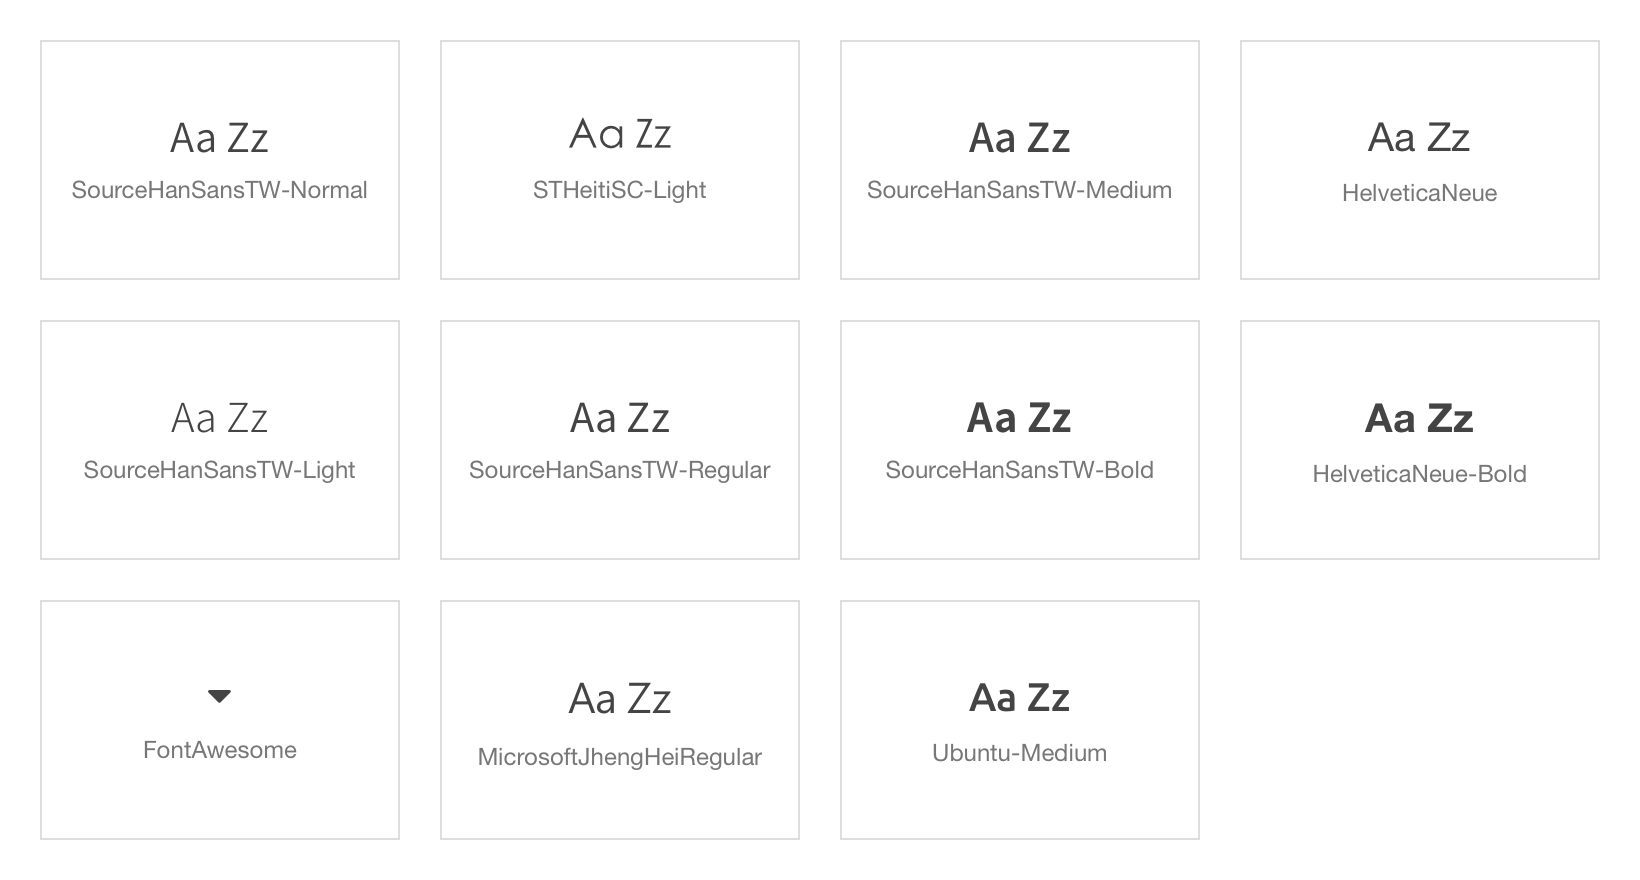 Aa Zz
SourceHanSansTW-Normal
Aa Zz
STHeitiSC-Light
Aa Zz
SourceHanSansTW-Medium
Aa Zz
HelveticaNeue
Aa Zz
SourceHanSansTW-Light
Aa Zz
SourceHanSansTW-Regular
Aa Zz
SourceHanSansTW-Bold
Aa Zz
HelveticaNeue-Bold
FontAwesome
Aa Zz
MicrosoftJhengHeiRegular
Aa Zz
Ubuntu-Medium